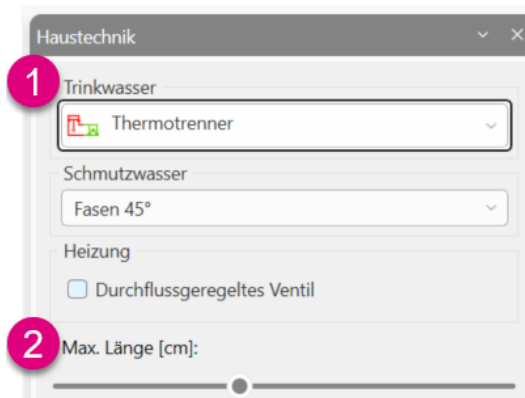 Haustechnik
1
Trinkwasser
Thermotrenner
Schmutzwasser
Fasen 45°
Heizung
Durchflussgeregeltes Ventil
2
Max. Länge [cm]: